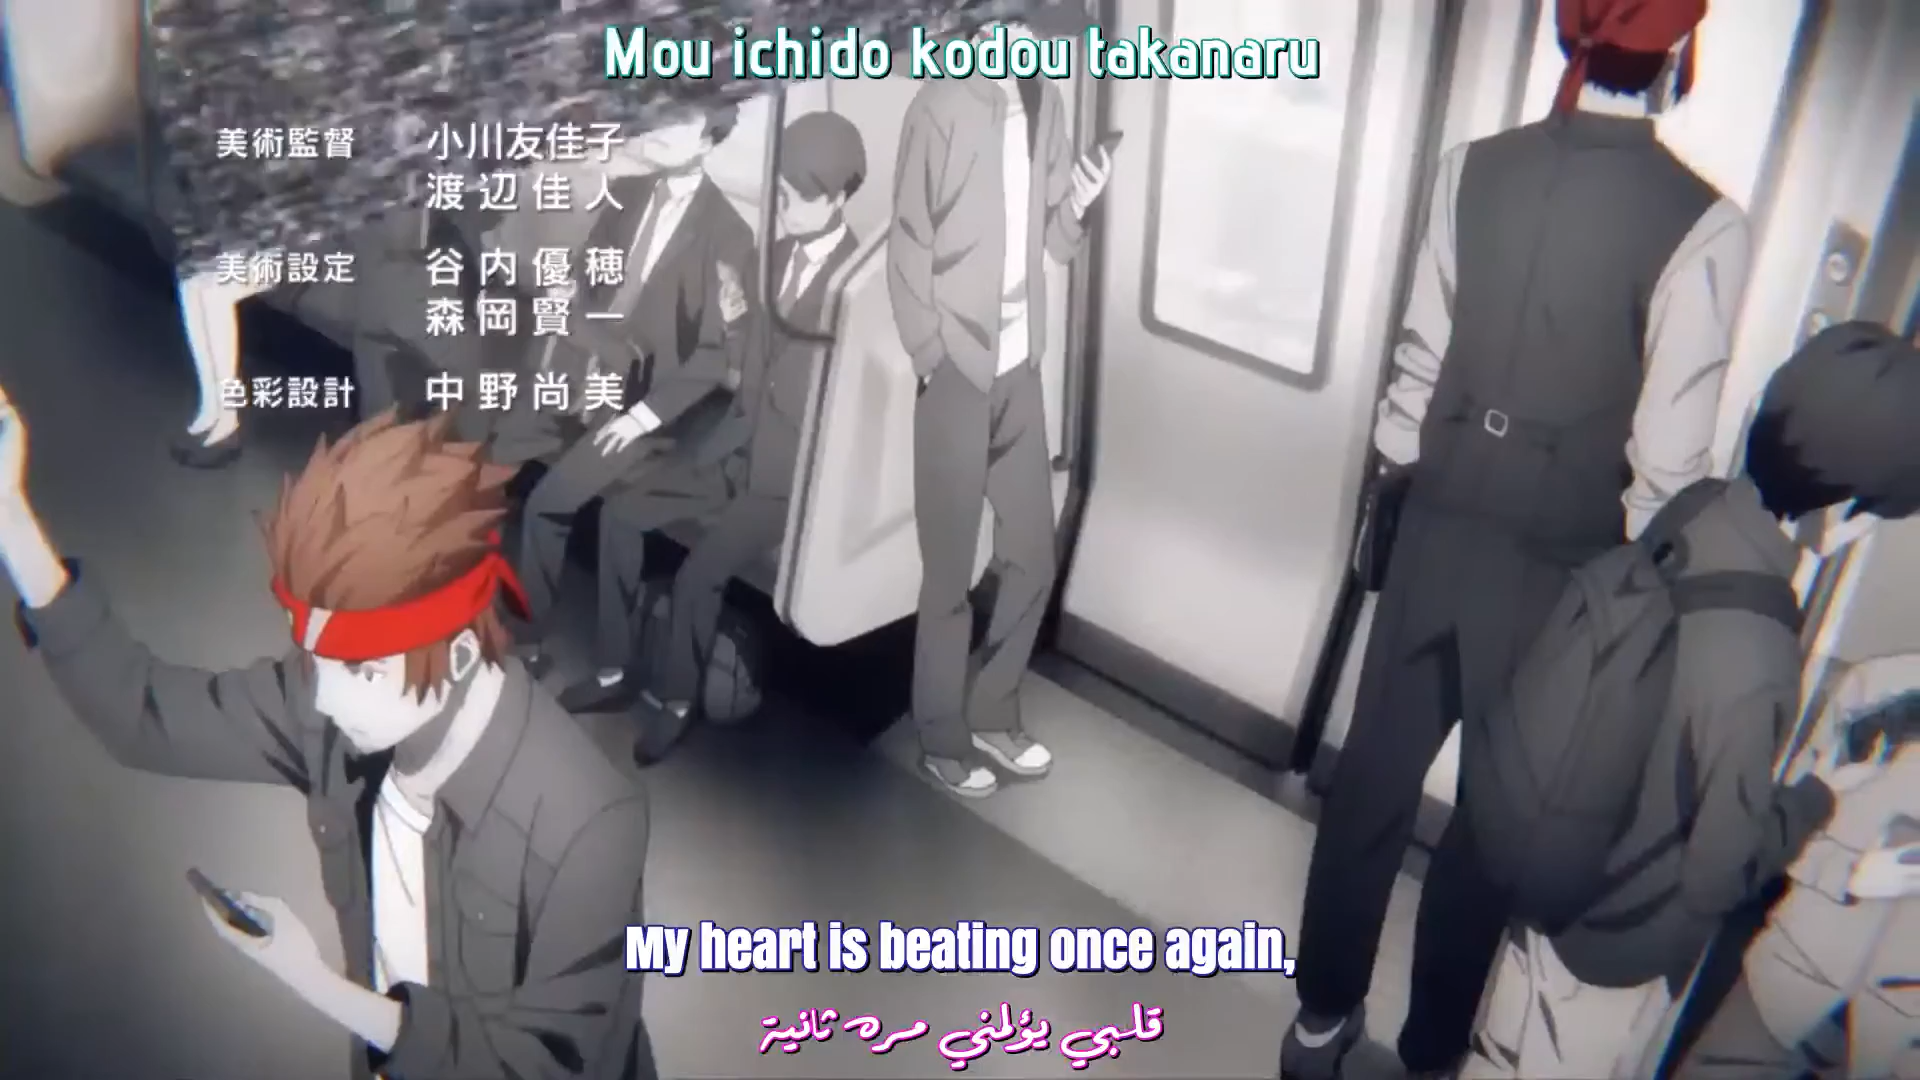 Mou ichido kodou takanaru
美術監督 小川友佳子
渡辺佳人
美術設定 谷内優穂
森岡賢一
色彩設計 中野尚美
My heart is beating once again,
قلبي يؤلمني مره ثانية